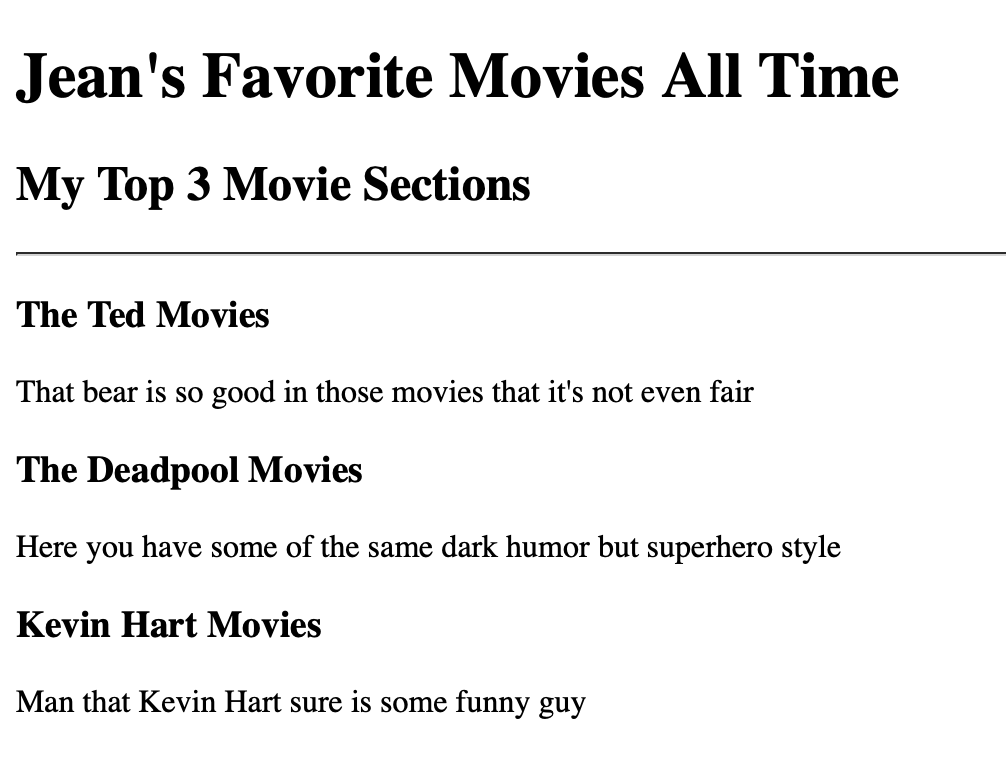 Jean's Favorite Movies All Time
My Top 3 Movie Sections
The Ted Movies
That bear is so good in those movies that it's not even fair
The Deadpool Movies
Here you have some of the same dark humor but superhero style
Kevin Hart Movies
Man that Kevin Hart sure is some funny guy